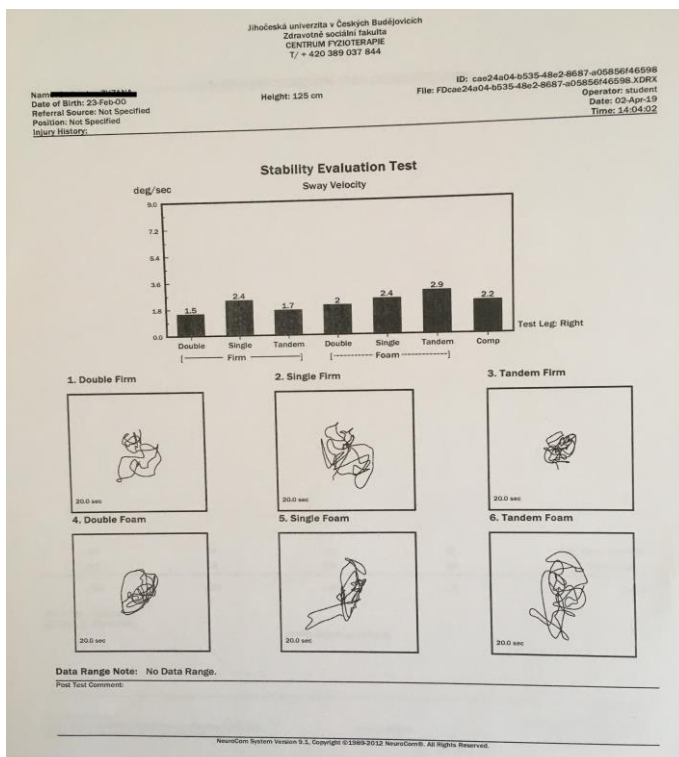 Jihočeská univerzita v Českých Budějovicích
Zdravotně sociální fakulta
CENTRUM FYZIOTERAPIE
T/ + 420 389 037 844
Name:
Date of Birth: 23-Feb-00
Referral Source: Not Specified
Position: Not Specified
Injury History:
Height: 125 cm
ID: cae24a04-b535-48e2-8687-a05856f46598
File: FDcae24a04-b535-48e2-8687-a05856f46598.XDRX
Operator: student
Date: 02-Apr-19
Time: 14:04:02
Stability Evaluation Test
Sway Velocity
deg/sec
9.0
7.2
5.4
3.6
1.8
0.0
1.5 2.4 1.7 2 2.4 2.9 2.2
Double Single Tandem Double Single Tandem Comp
[ Firm ] [ Foam ]
Test Leg: Right
1. Double Firm 2. Single Firm 3. Tandem Firm
20.0 sec 20.0 sec 20.0 sec
4. Double Foam 5. Single Foam 6. Tandem Foam
20.0 sec 20.0 sec 20.0 sec
Data Range Note: No Data Range.
Post Test Comment:
NeuroCom System Version 9.1, Copyright ©1989-2012 NeuroCom®. All Rights Reserved.